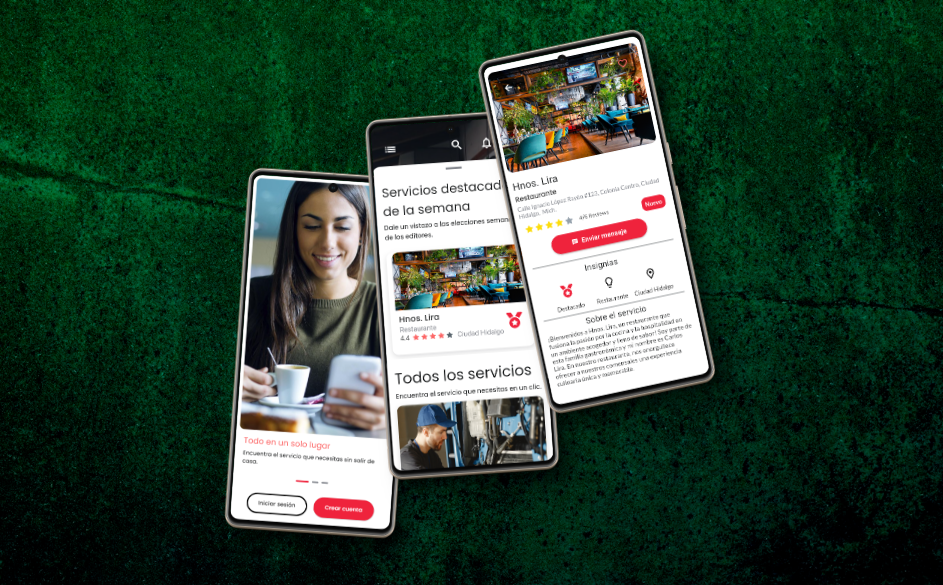 Todo en un solo lugar
Encuentra el servicio que necesitas sin salir de
casa.
Iniciar sesión
Crear cuenta
Servicios destacad
de la semana
Dale un vistazo a las elecciones seman
de los editores.
Hnos. Lira
Restaurante
4.4
Ciudad Hidalgo
Todos los servicios
Encuentra el servicio que necesitas en un clic.
Hnos. Lira
Restaurante
Calle Ignacio López Rayón #123, Colonia Centro, Ciudad
Hidalgo, Mich.
Reviews
Nuevo
Enviar mensaje
Insignias
Destacado
Restaurante
Ciudad Hidalgo
Sobre el servicio
¡Bienvenidos a Hnos. Lira, un restaurante que
fusiona la pasión por la cocina y la hospitalidad en
un ambiente acogedor y lleno de sabor! Soy parte de
esta familia gastronómica y mi nombre es Carlos
Lira. En nuestro restaurante, nos enorgullece
ofrecer a nuestros comensales una experiencia
culinaria única y memorable